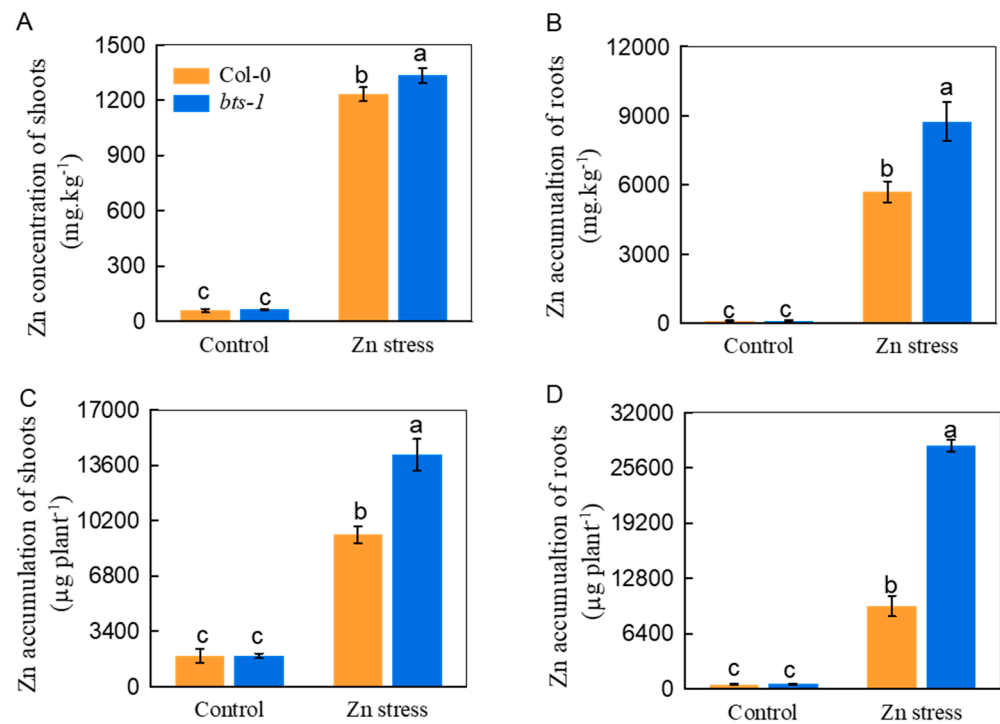 A
Zn concentration of shoots
(mg.kg⁻¹)
1500
1200
900
600
300
0
Col-0
bts-1
c
c
b
a
Control
Zn stress
B
Zn accumualtion of roots
(mg.kg⁻¹)
12000
9000
6000
3000
0
c
c
b
a
Control
Zn stress
C
Zn accumulation of shoots
(µg plant⁻¹)
17000
13600
10200
6800
3400
0
c
c
b
a
Control
Zn stress
D
Zn accumualtion of roots
(µg plant⁻¹)
32000
25600
19200
12800
6400
0
c
c
b
a
Control
Zn stress